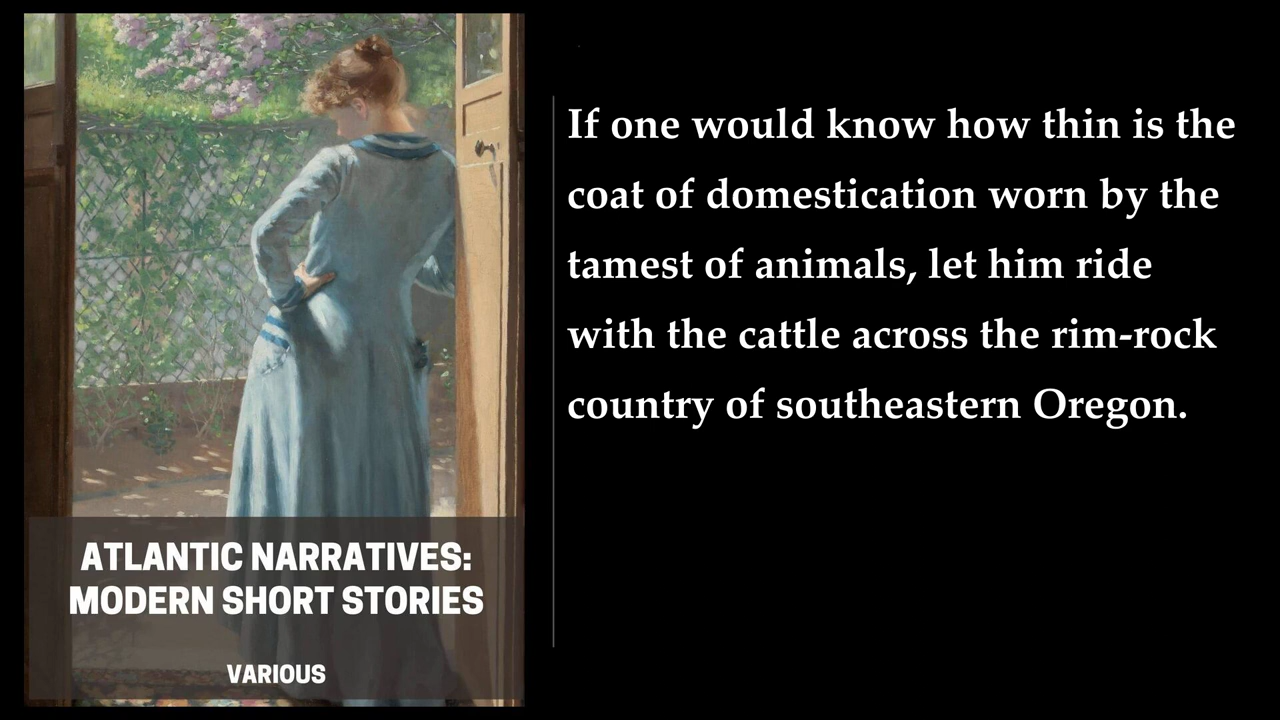 If one would know how thin is the
coat of domestication worn by the
tamest of animals, let him ride
with the cattle across the rim-rock
country of southeastern Oregon.
ATLANTIC NARRATIVES:
MODERN SHORT STORIES
VARIOUS